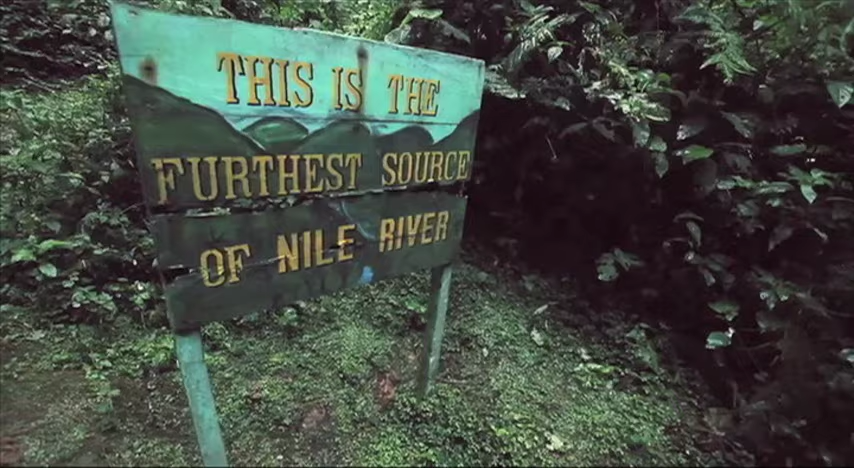 THIS IS THE
FURTHEST SOURCE
OF NILE RIVER